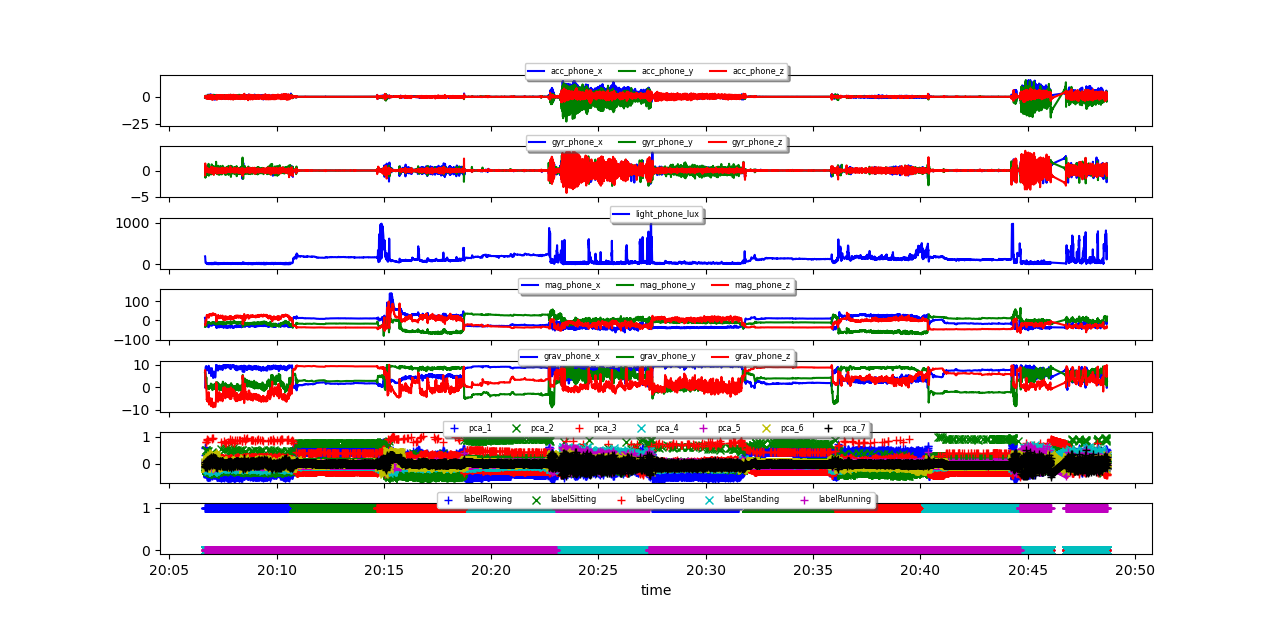 acc_phone_x acc_phone_y acc_phone_z
0
−25
gyr_phone_x gyr_phone_y gyr_phone_z
0
−5
light_phone_lux
1000
0
mag_phone_x mag_phone_y mag_phone_z
100
0
−100
grav_phone_x grav_phone_y grav_phone_z
10
0
−10
pca_1 pca_2 pca_3 pca_4 pca_5 pca_6 pca_7
1
0
labelRowing labelSitting labelCycling labelStanding labelRunning
1
0
20:05 20:10 20:15 20:20 20:25 20:30 20:35 20:40 20:45 20:50
time